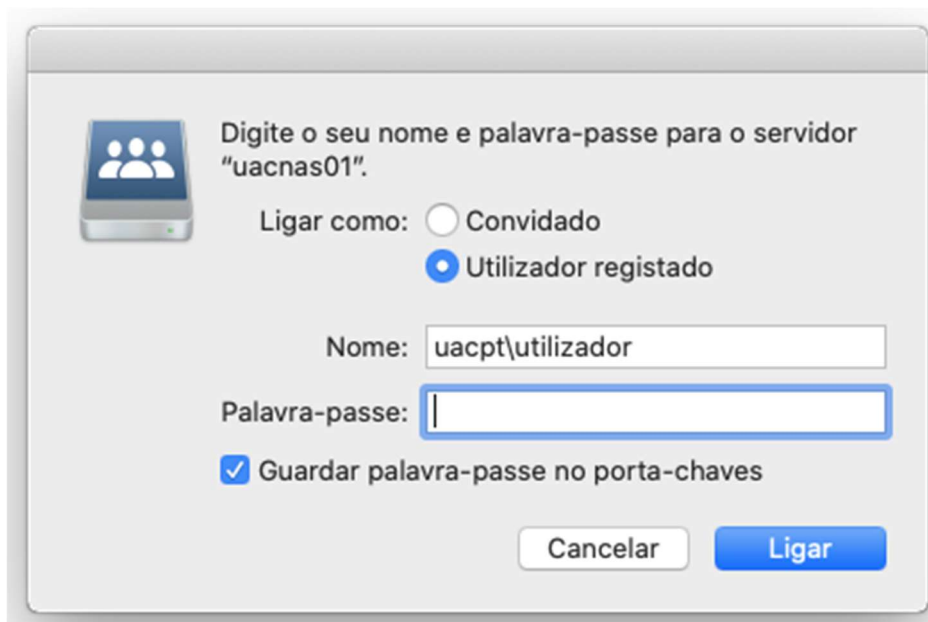 Digite o seu nome e palavra-passe para o servidor
“uacnas01”.
Ligar como: Convidado
Utilizador registado
Nome: uacpt\utilizador
Palavra-passe:
Guardar palavra-passe no porta-chaves
Cancelar Ligar